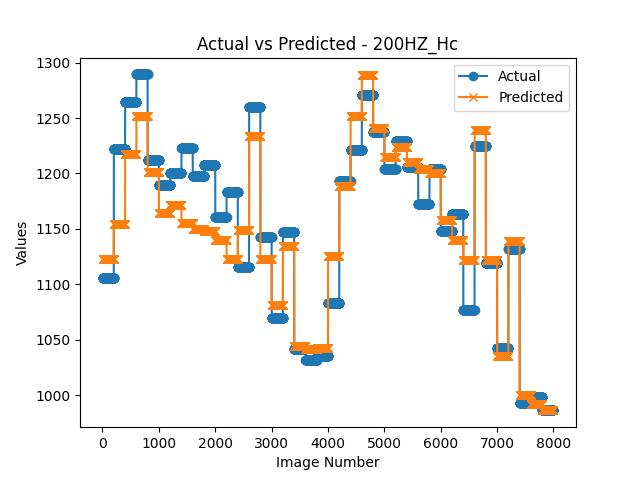 Actual vs Predicted - 200HZ_Hc
Actual
Predicted
Values
1300
1250
1200
1150
1100
1050
1000
0 1000 2000 3000 4000 5000 6000 7000 8000
Image Number